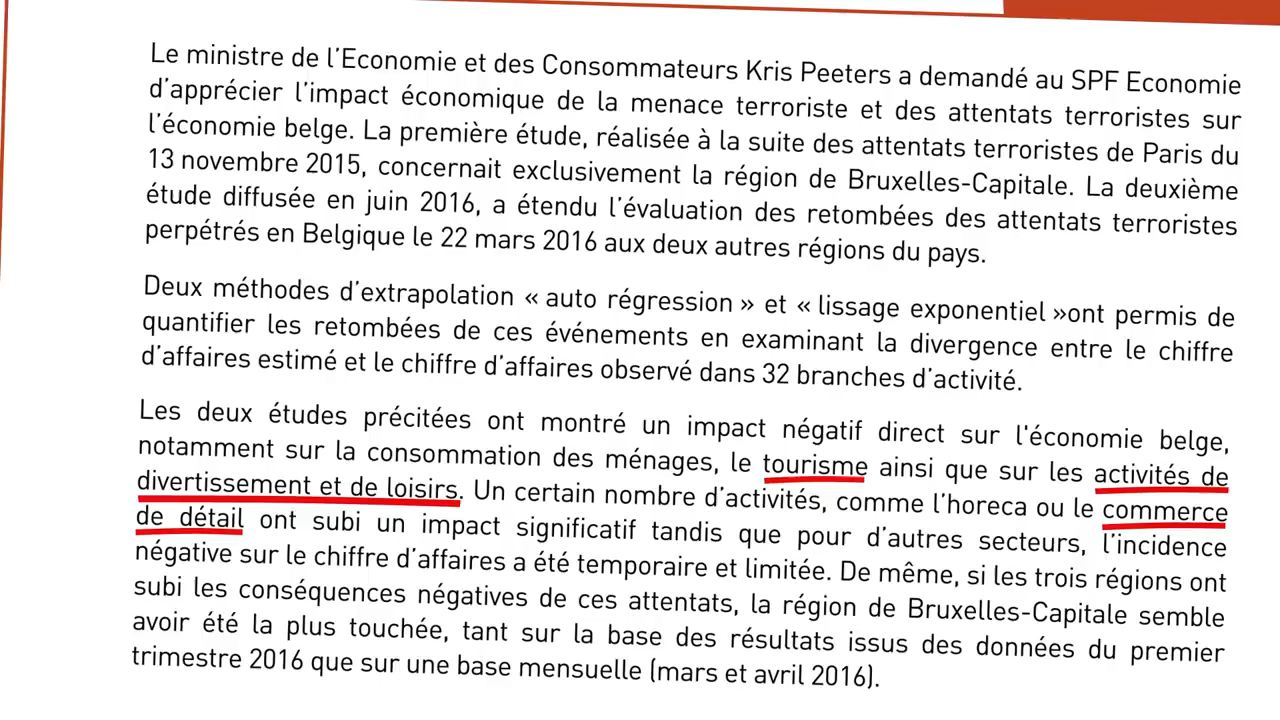 Le ministre de l'Economie et des Consommateurs Kris Peeters a demandé au SPF Economie
d'apprécier l'impact économique de la menace terroriste et des attentats terroristes sur
l'économie belge. La première étude, réalisée à la suite des attentats terroristes de Paris du
13 novembre 2015, concernait exclusivement la région de Bruxelles-Capitale. La deuxième
étude diffusée en juin 2016, a étendu l'évaluation des retombées des attentats terroristes
perpétrés en Belgique le 22 mars 2016 aux deux autres régions du pays.
Deux méthodes d'extrapolation « auto régression » et « lissage exponentiel »ont permis de
quantifier les retombées de ces événements en examinant la divergence entre le chiffre
d'affaires estimé et le chiffre d'affaires observé dans 32 branches d'activité.
Les deux études précitées ont montré un impact négatif direct sur l'économie belge,
notamment sur la consommation des ménages, le tourisme ainsi que sur les activités de
divertissement et de loisirs. Un certain nombre d'activités, comme l'horeca ou le commerce
de détail ont subi un impact significatif tandis que pour d'autres secteurs, l'incidence
négative sur le chiffre d'affaires a été temporaire et limitée. De même, si les trois régions ont
subi les conséquences négatives de ces attentats, la région de Bruxelles-Capitale semble
avoir été la plus touchée, tant sur la base des résultats issus des données du premier
trimestre 2016 que sur une base mensuelle (mars et avril 2016).